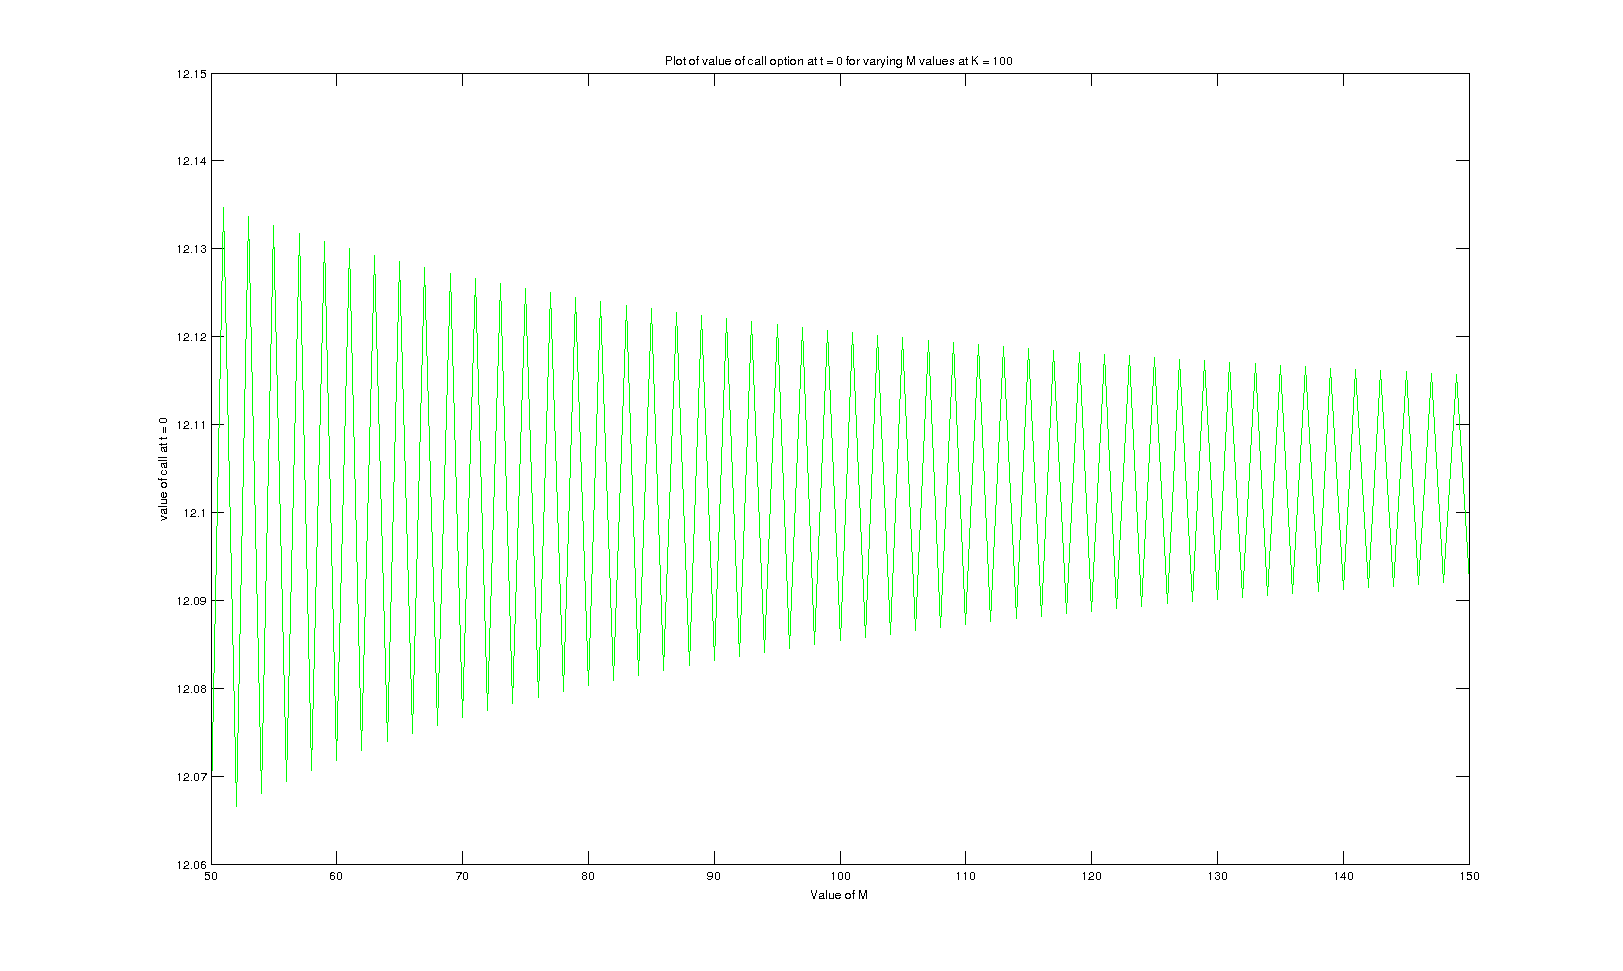 Plot of value of call option at t = 0 for varying M values at K = 100
12.15
12.14
12.13
12.12
12.11
12.1
12.09
12.08
12.07
12.06
value of call at t = 0
50 60 70 80 90 100 110 120 130 140 150
Value of M